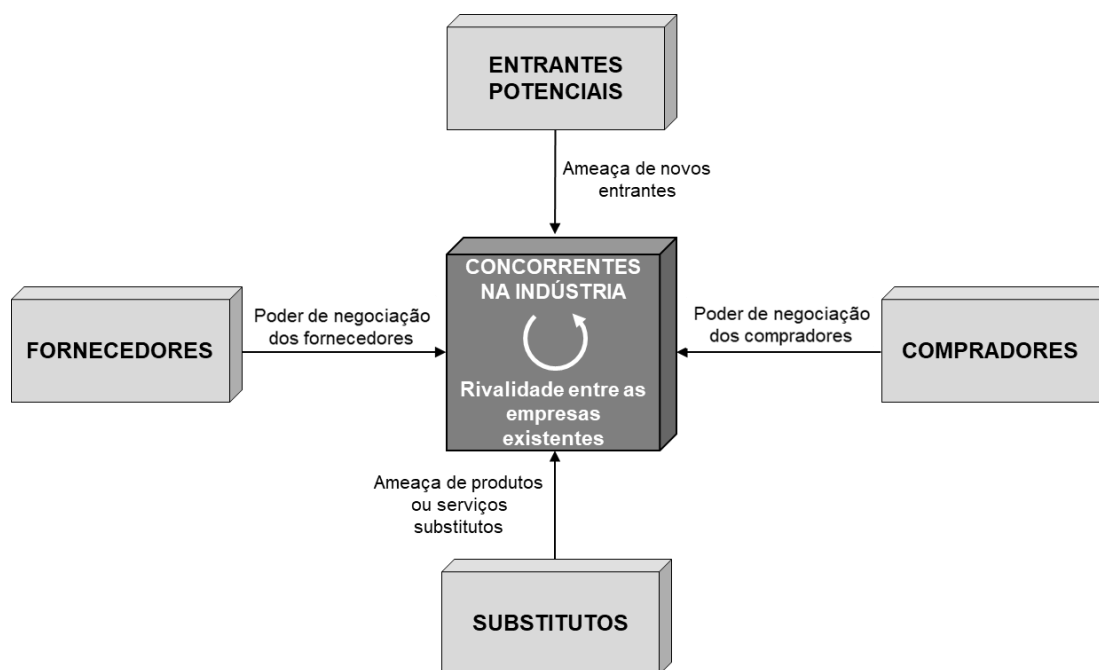 ENTRANTES
POTENCIAIS
Ameaça de novos
entrantes
CONCORRENTES
NA INDÚSTRIA
Rivalidade entre as
empresas
existentes
FORNECEDORES
Poder de negociação
dos fornecedores
Poder de negociação
dos compradores
COMPRADORES
Ameaça de produtos
ou serviços
substitutos
SUBSTITUTOS